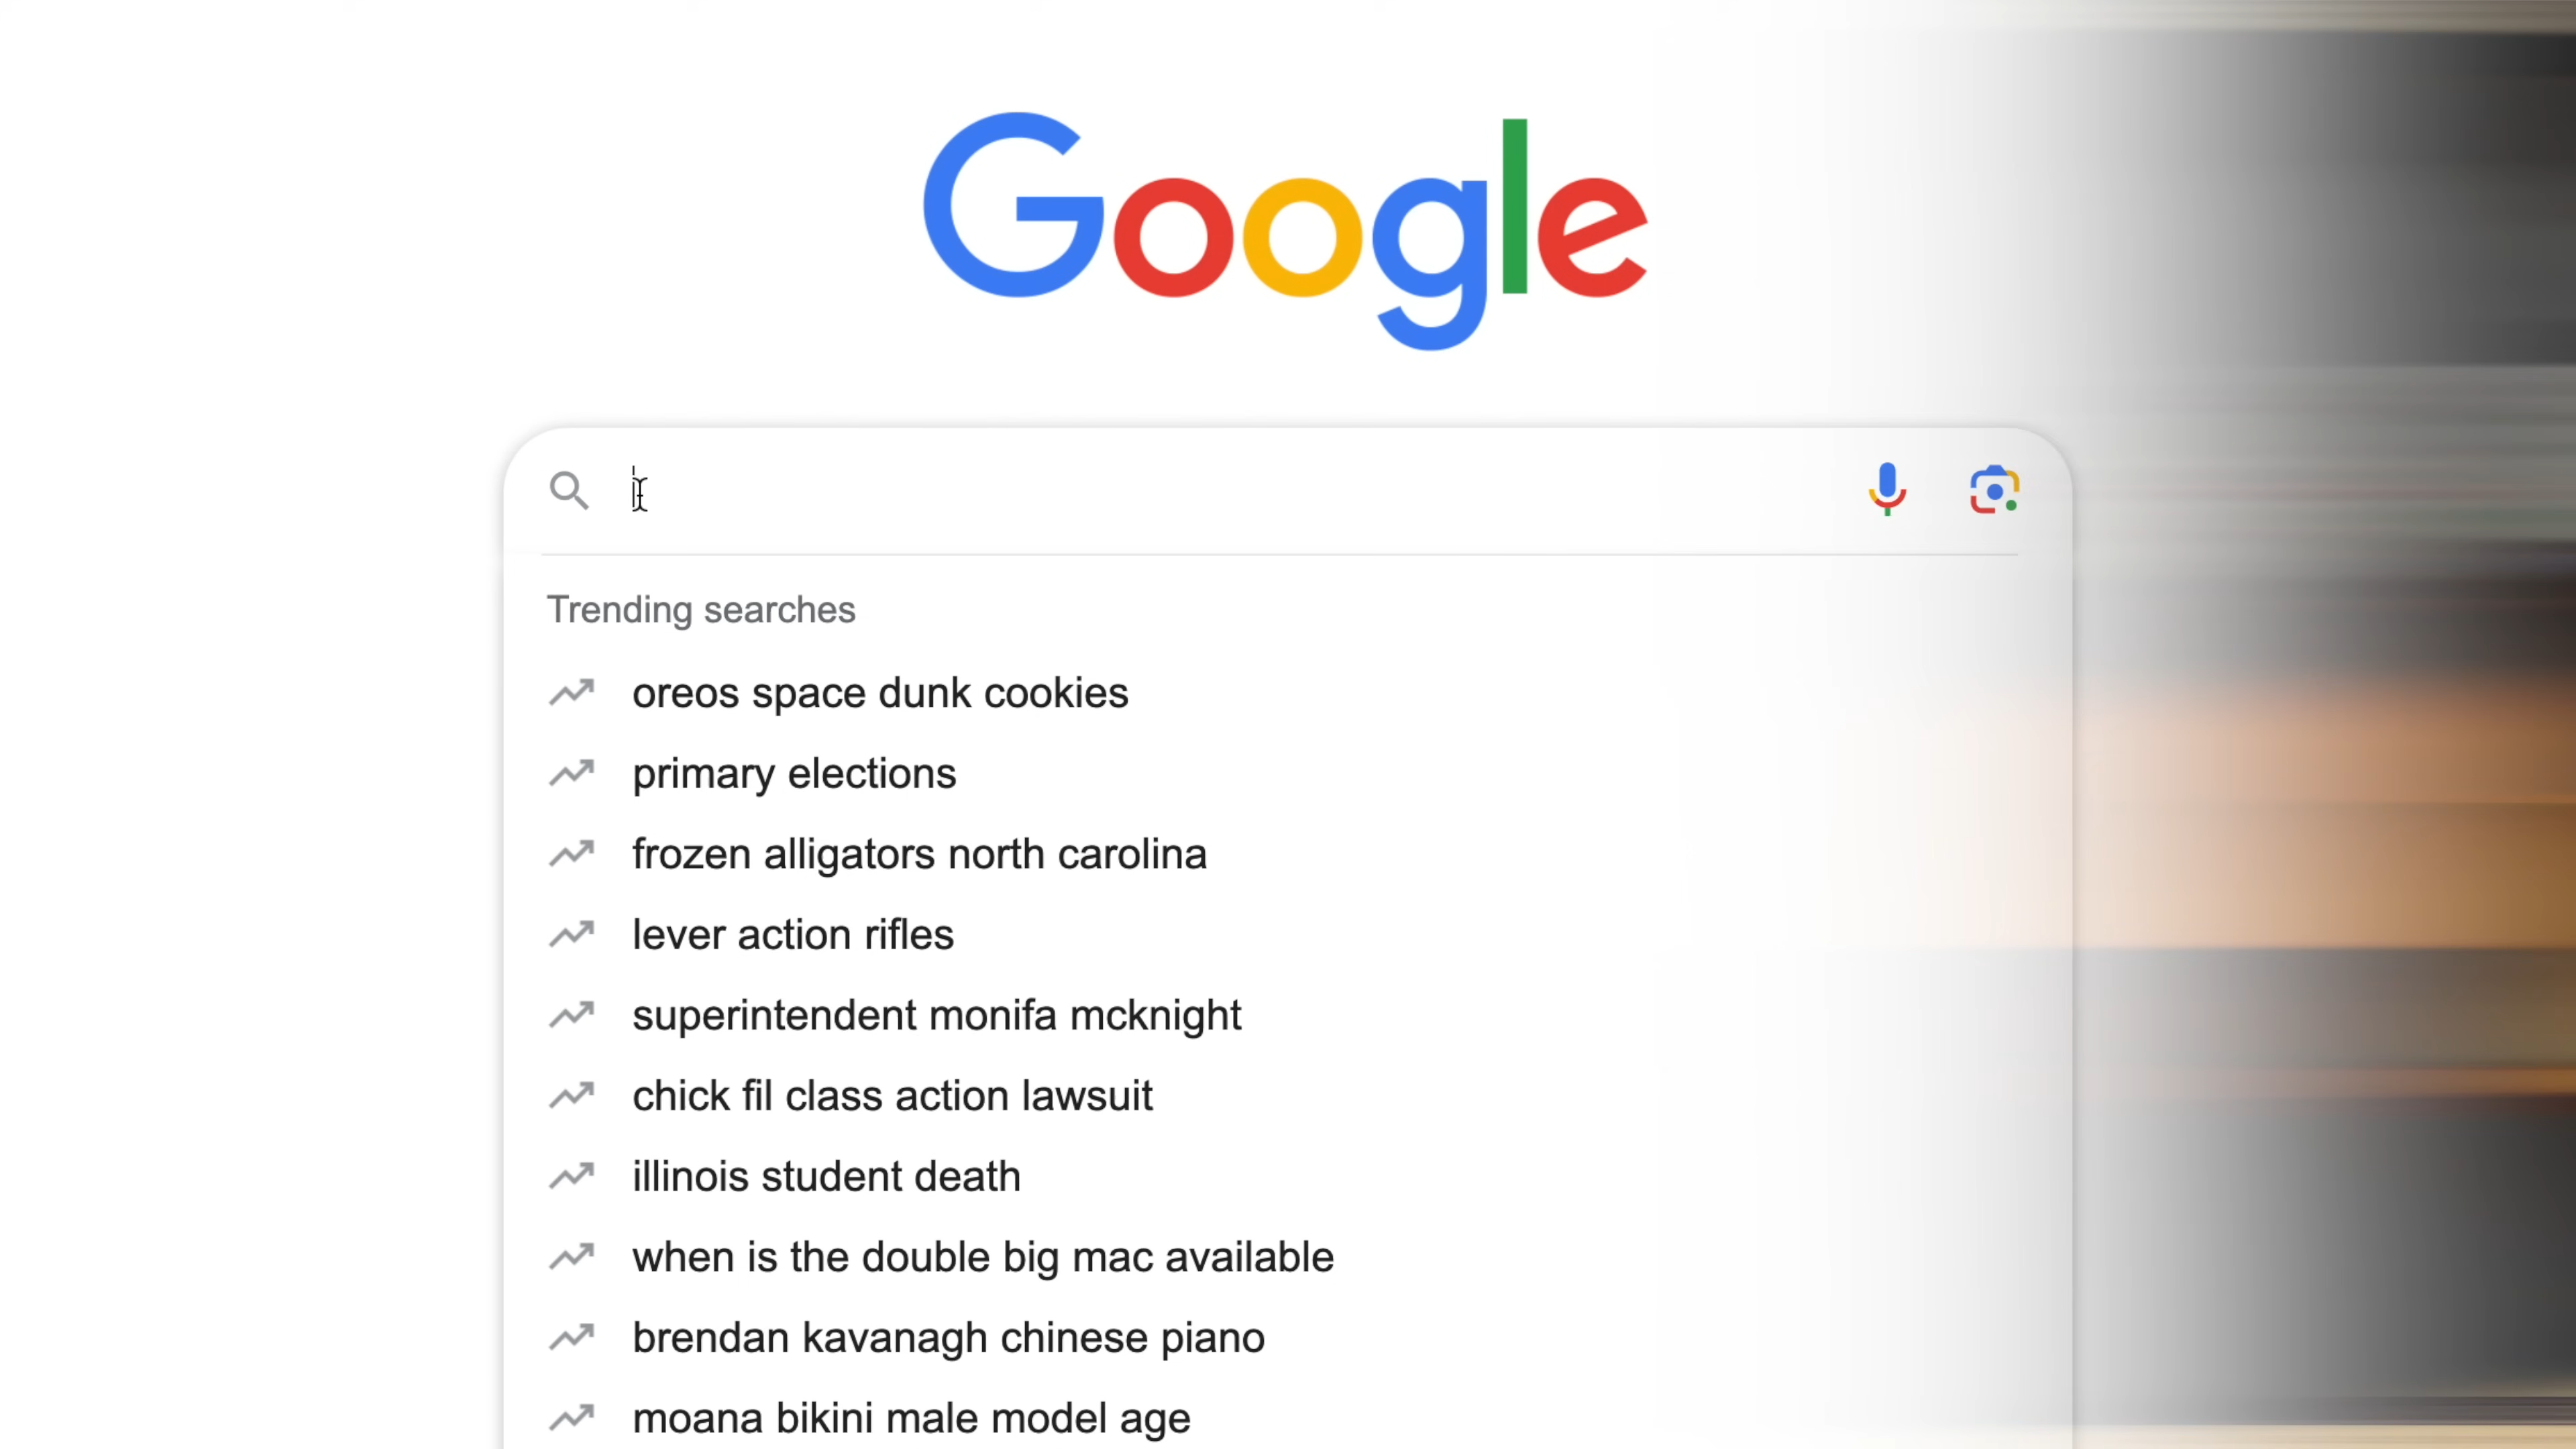 Google
Trending searches
oreos space dunk cookies
primary elections
frozen alligators north carolina
lever action rifles
superintendent monifa mcknight
chick fil class action lawsuit
illinois student death
when is the double big mac available
brendan kavanagh chinese piano
moana bikini male model age